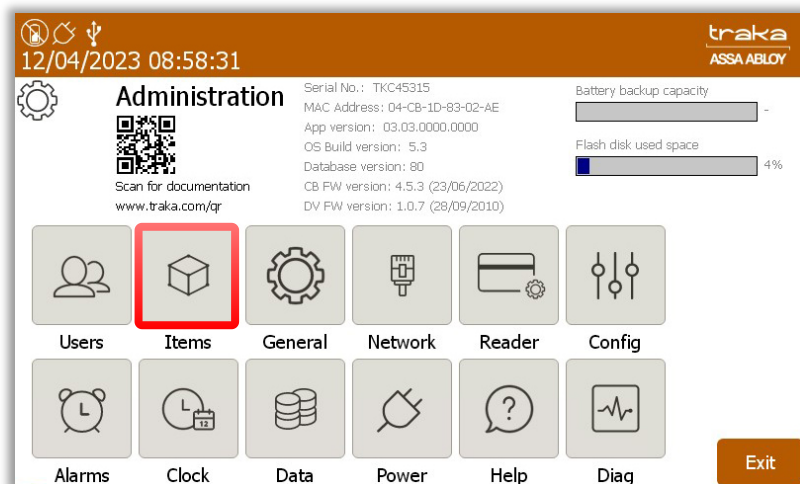 12/04/2023 08:58:31
traka
ASSA ABLOY
Administration
Scan for documentation
www.traka.com/qr
Serial No.: TKC45315
MAC Address: 04-CB-1D-83-02-AE
App version: 03.03.0000.0000
OS Build version: 5.3
Database version: 80
CB FW version: 4.5.3 (23/06/2022)
DV FW version: 1.0.7 (28/09/2010)
Battery backup capacity
-
Flash disk used space
4%
Users Items General Network Reader Config
12
Alarms Clock Data Power Help Diag
Exit